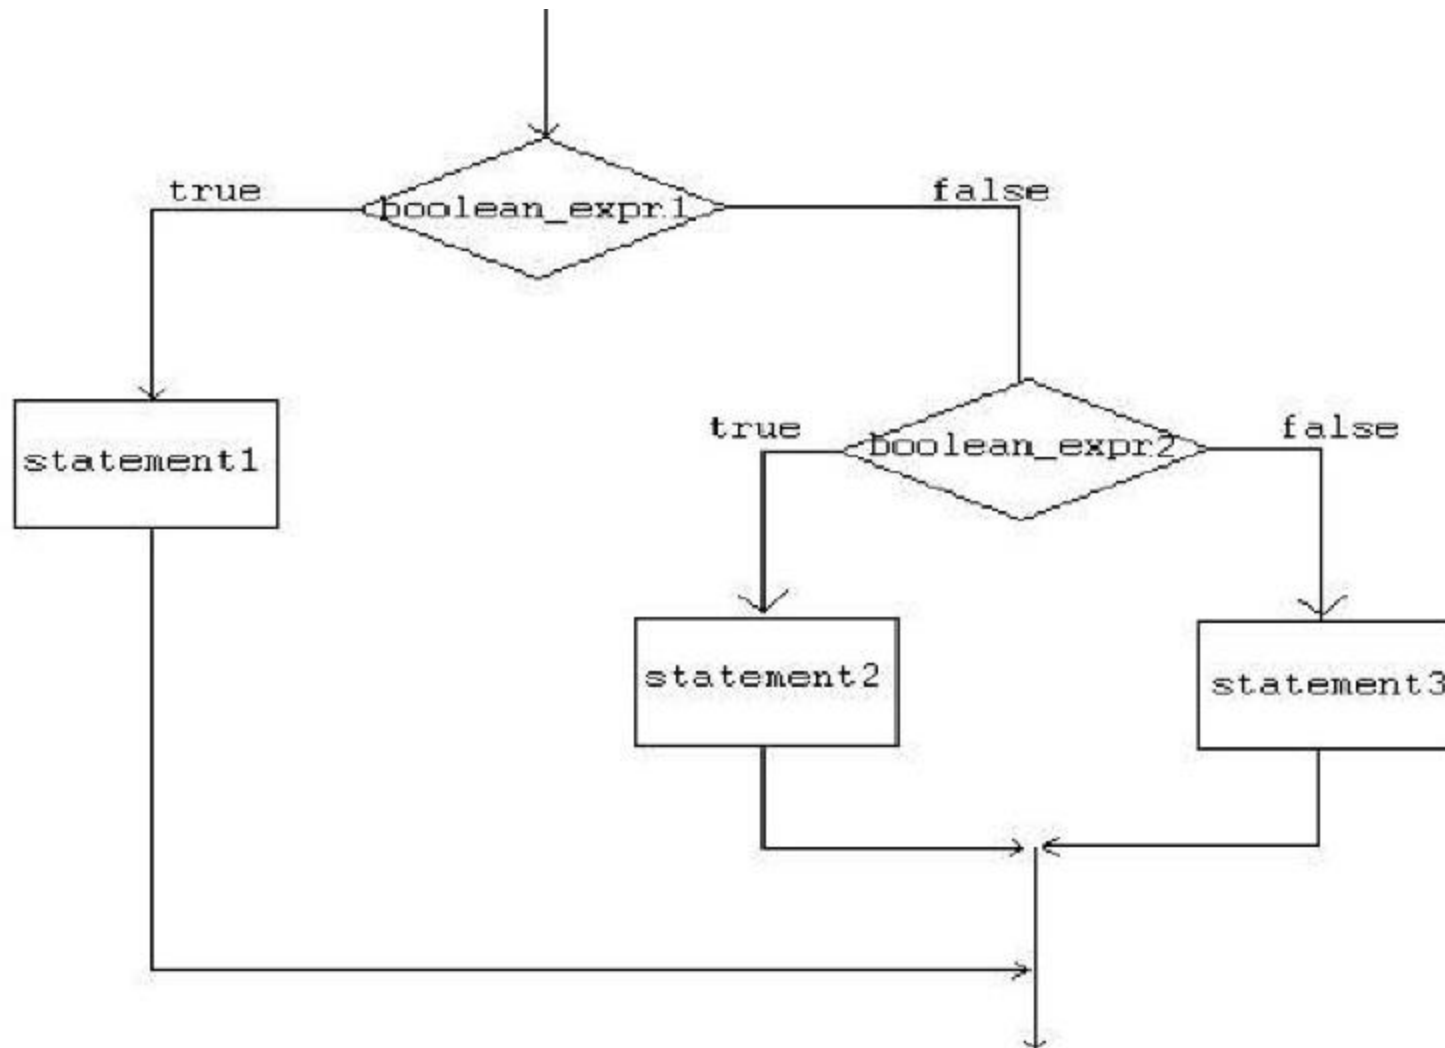 true
false
boolean_expr1
true
false
boolean_expr2
statement1
statement2
statement3